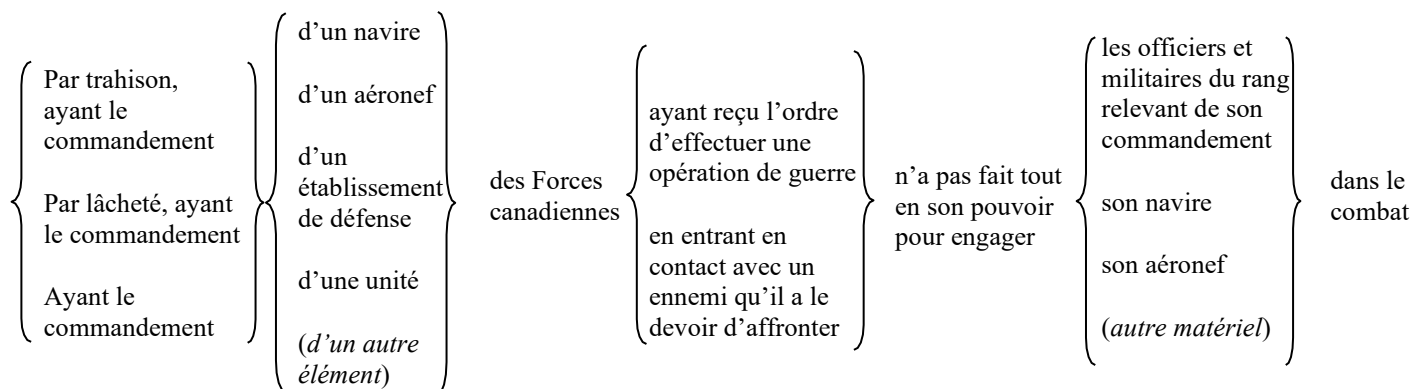 Par trahison,
ayant le
commandement
Par lâcheté, ayant
le commandement
Ayant le
commandement
d’un navire
d’un aéronef
d’un
établissement
de défense
d’une unité
(d’un autre
élément)
des Forces
canadiennes
ayant reçu l’ordre
d’effectuer une
opération de guerre
en entrant en
contact avec un
ennemi qu’il a le
devoir d’affronter
n’a pas fait tout
en son pouvoir
pour engager
les officiers et
militaires du rang
relevant de son
commandement
son navire
son aéronef
(autre matériel)
dans le
combat